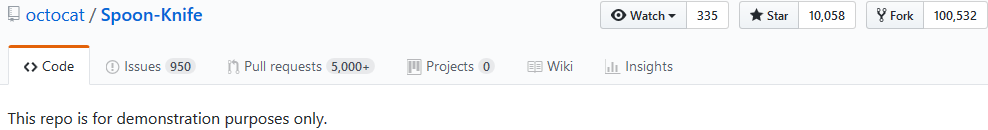 octocat / Spoon-Knife Watch 335 Star 10,058 Fork 100,532
Code Issues 950 Pull requests 5,000+ Projects 0 Wiki Insights
This repo is for demonstration purposes only.